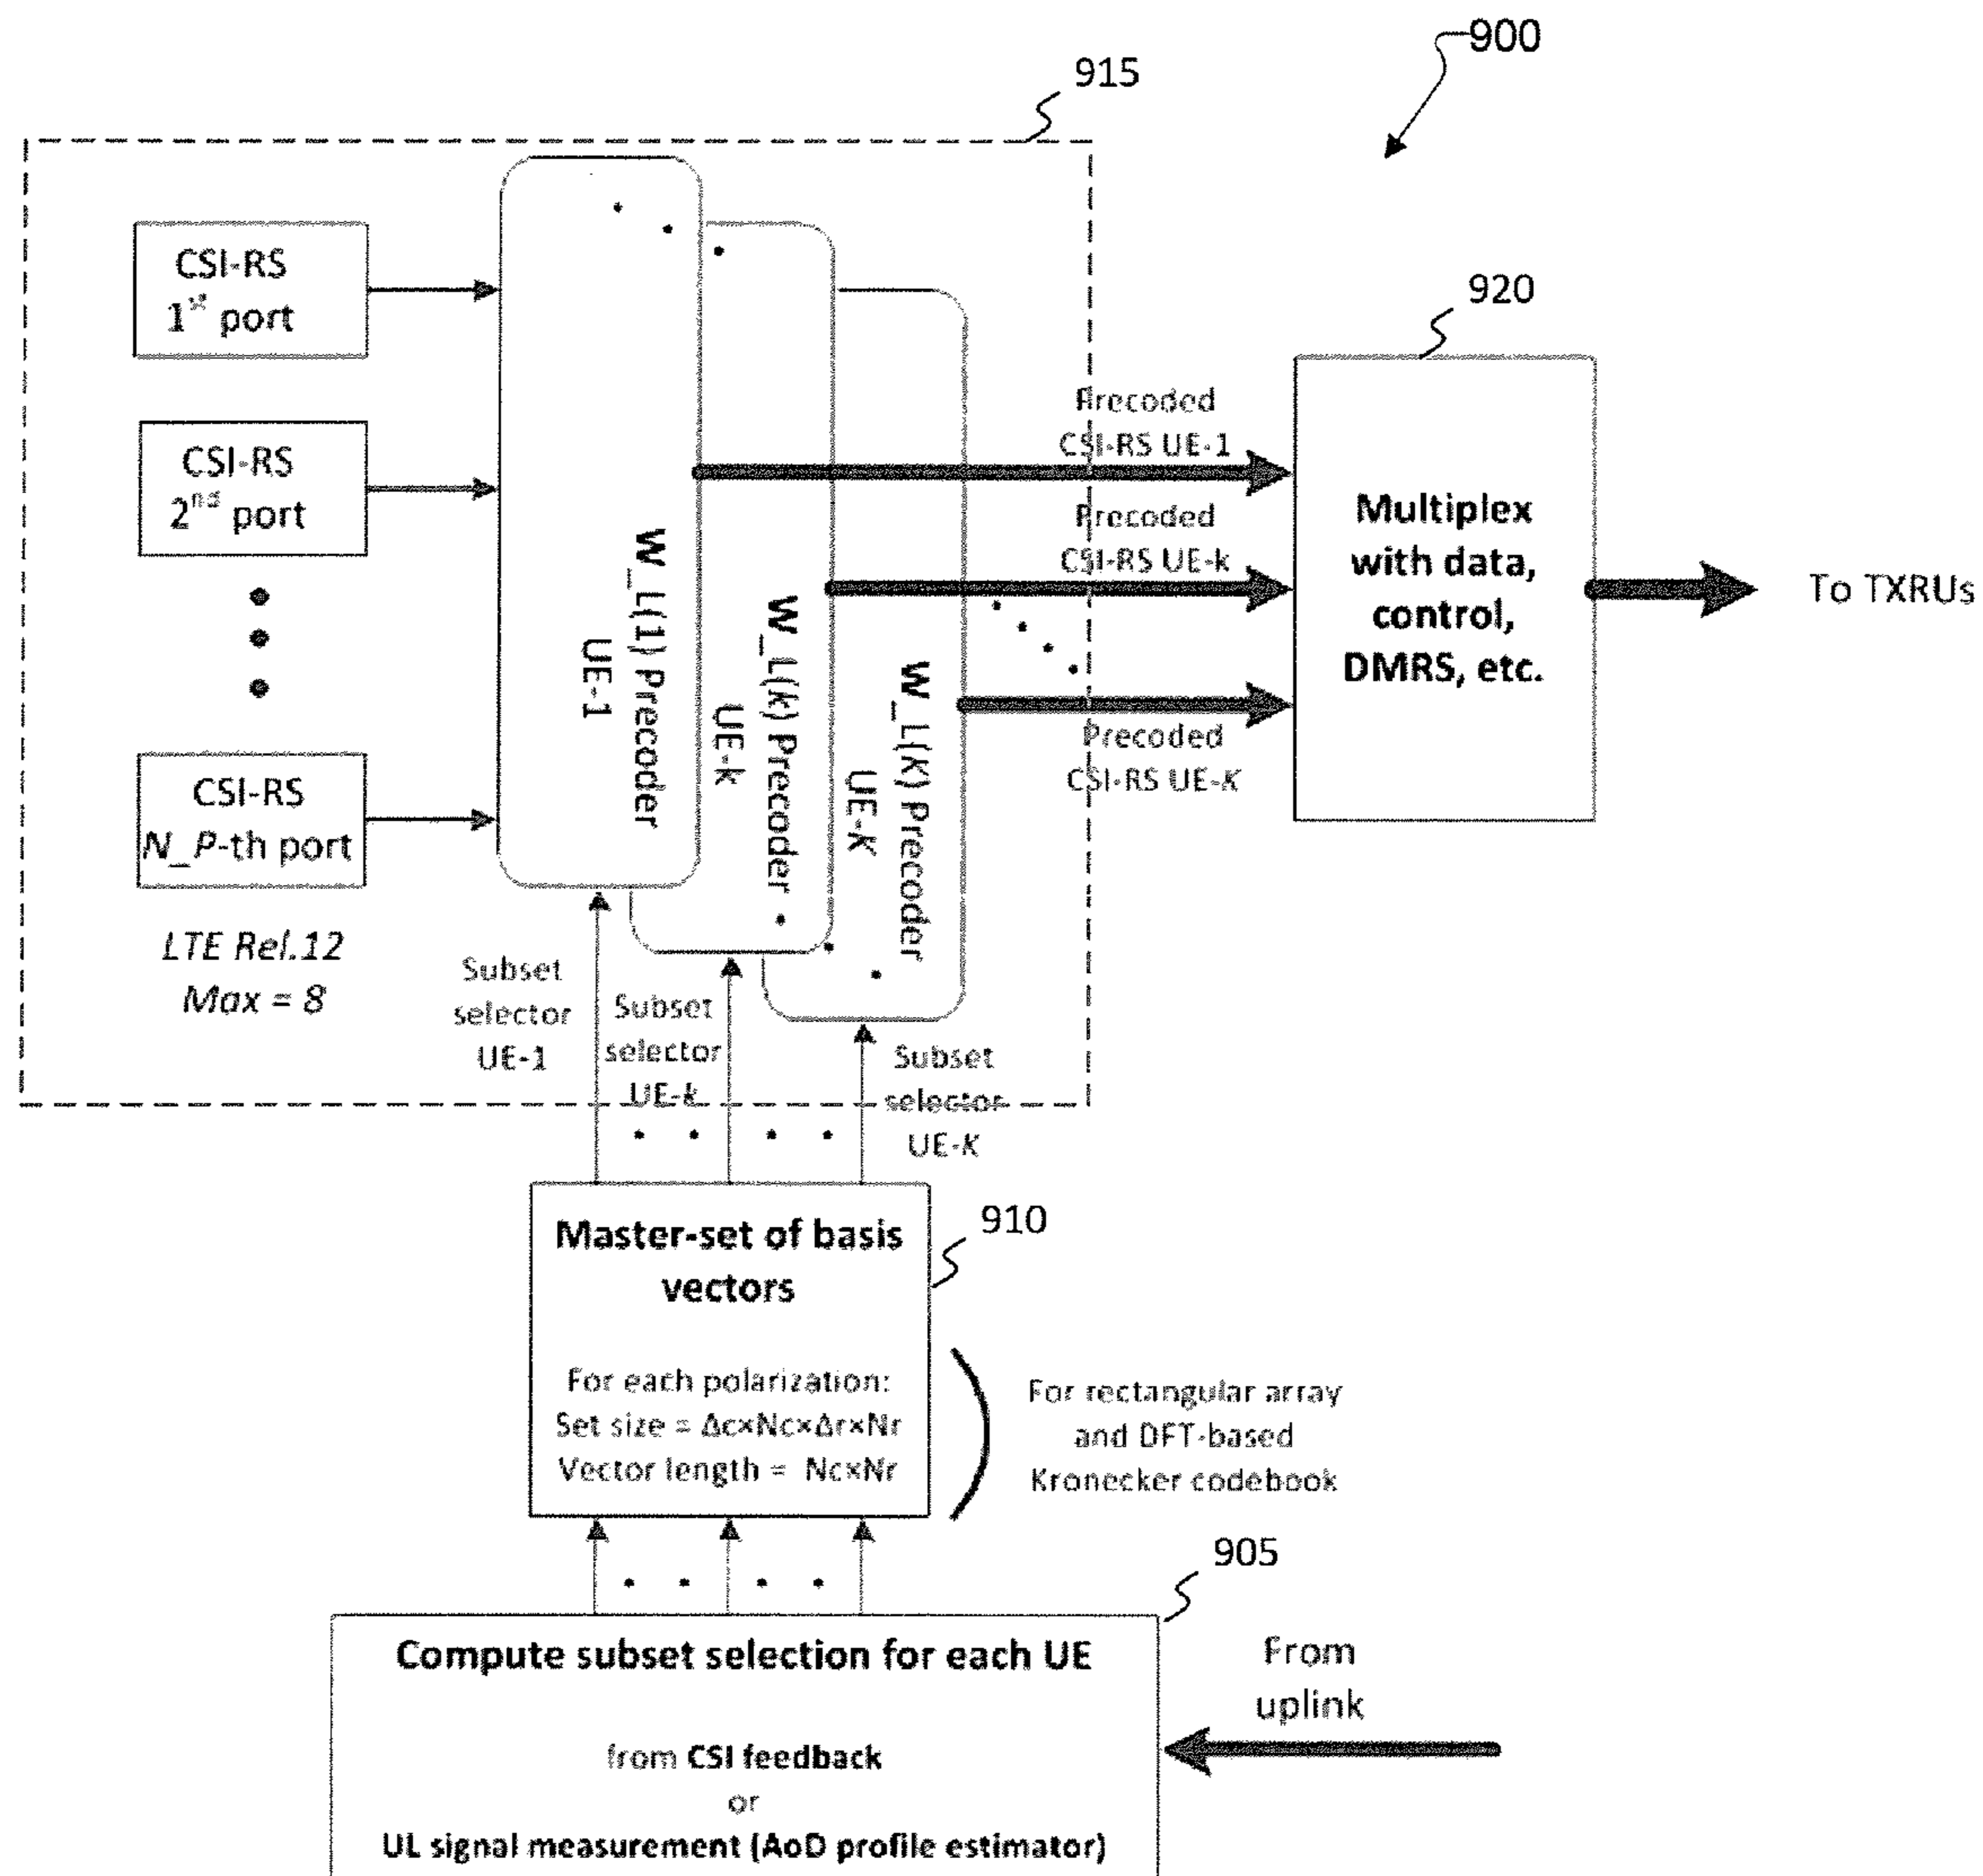 900
915
CSI-RS
1st port
CSI-RS
2nd port
CSI-RS
N_P-th port
LTE Rel.12
Max = 8
W_L(1) Precoder
UE-1
W_L(k) Precoder
UE-k
W_L(K) Precoder
UE-K
Precoded
CSI-RS UE-1
Precoded
CSI-RS UE-k
Precoded
CSI-RS UE-K
920
Multiplex
with data,
control,
DMRS, etc.
To TXRUs
Subset
selector
UE-1
Subset
selector
UE-k
Subset
selector
UE-K
910
Master-set of basis
vectors
For each polarization:
Set size = Δc×Nc×Δr×Nr
Vector length = Nc×Nr
For rectangular array
and DFT-based
Kronecker codebook
905
Compute subset selection for each UE
from CSI feedback
or
UL signal measurement (AoD profile estimator)
From
uplink